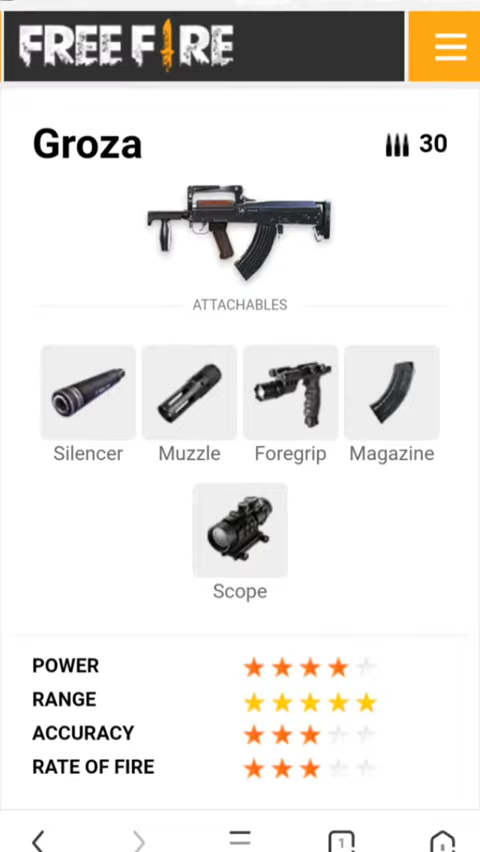 FREE FIRE
Groza
30
ATTACHABLES
Silencer Muzzle Foregrip Magazine
Scope
POWER
RANGE
ACCURACY
RATE OF FIRE
1